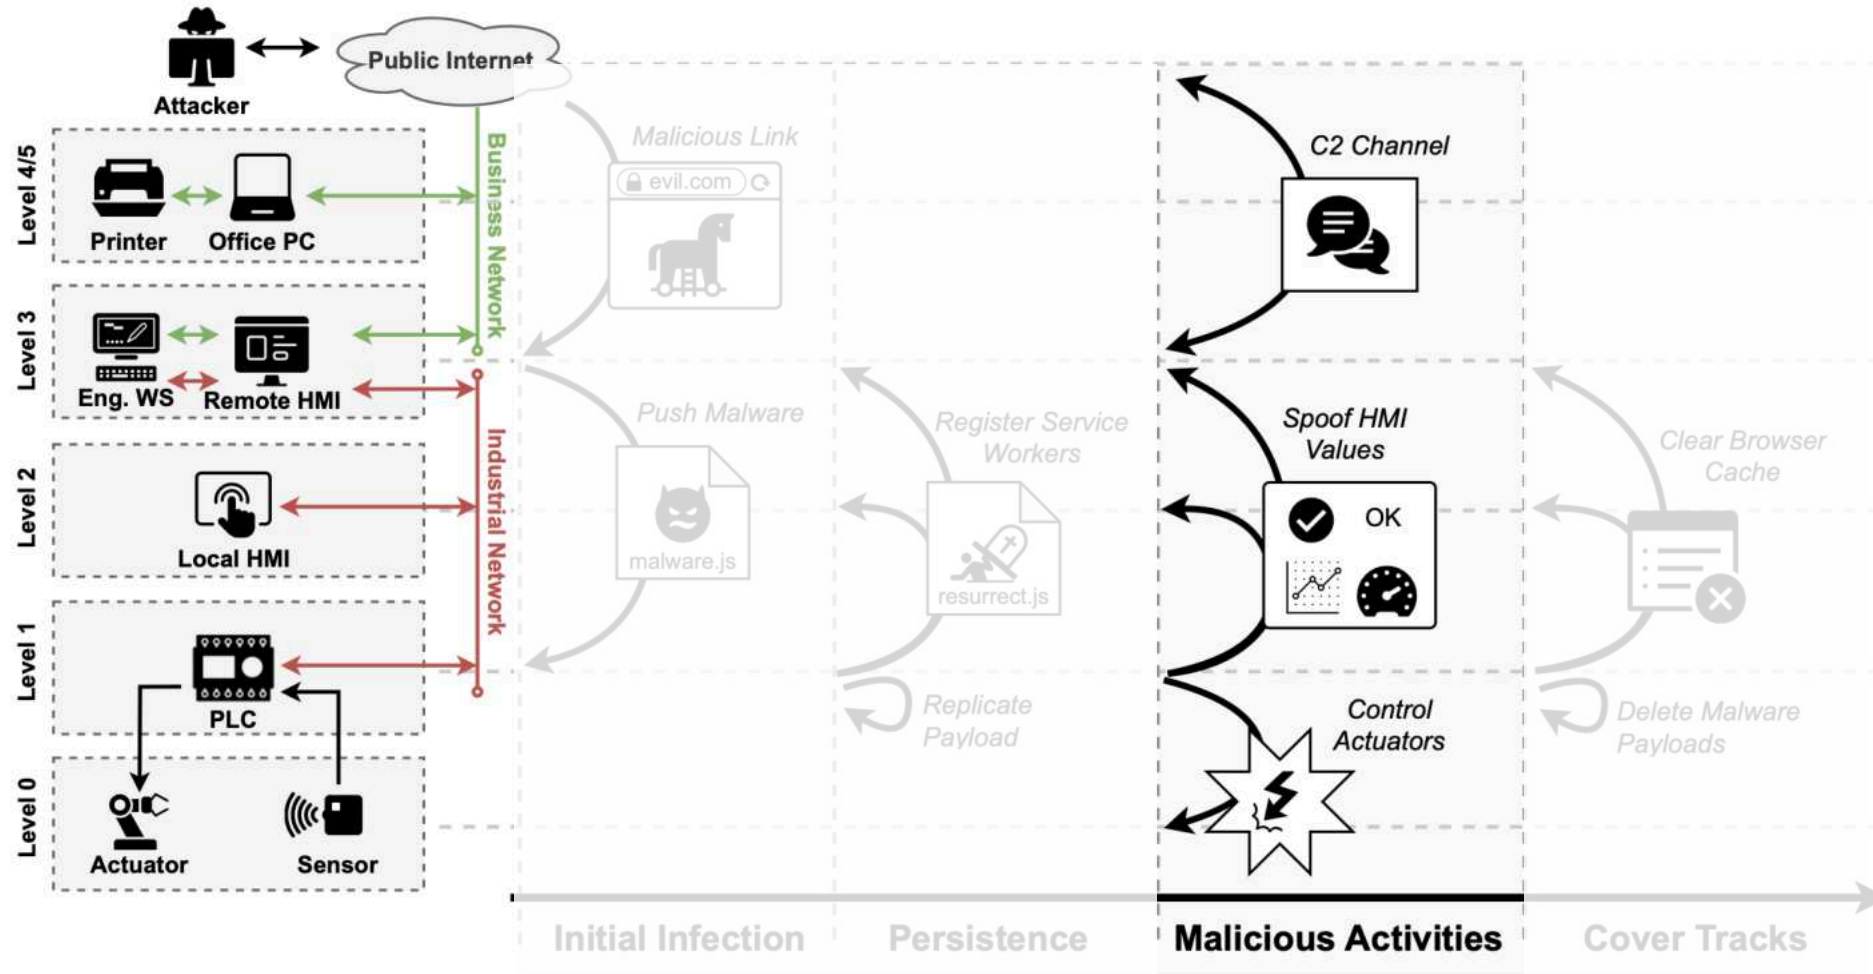 Attacker
Public Internet
Level 4/5
Printer
Office PC
Business Network
Level 3
Eng. WS
Remote HMI
Level 2
Local HMI
Industrial Network
Level 1
PLC
Level 0
Actuator
Sensor
Malicious Link
evil.com
Push Malware
malware.js
Register Service
Workers
resurrect.js
Replicate
Payload
C2 Channel
Spoof HMI
Values
OK
Control
Actuators
Clear Browser
Cache
Delete Malware
Payloads
Initial Infection
Persistence
Malicious Activities
Cover Tracks